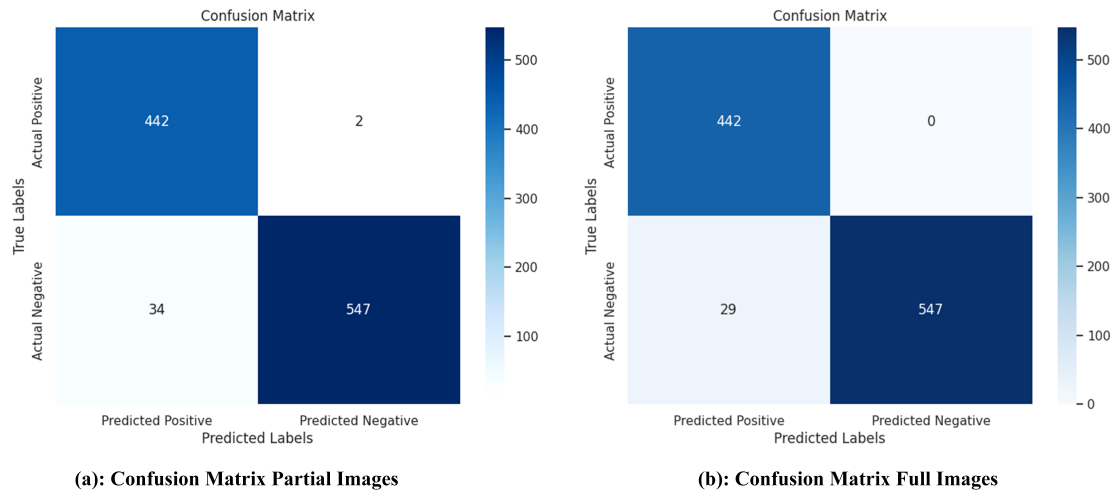 Confusion Matrix
Actual Positive
Actual Negative
True Labels
442
2
34
547
Predicted Positive
Predicted Negative
Predicted Labels
500
400
300
200
100
(a): Confusion Matrix Partial Images
Confusion Matrix
Actual Positive
Actual Negative
True Labels
442
0
29
547
Predicted Positive
Predicted Negative
Predicted Labels
500
400
300
200
100
0
(b): Confusion Matrix Full Images